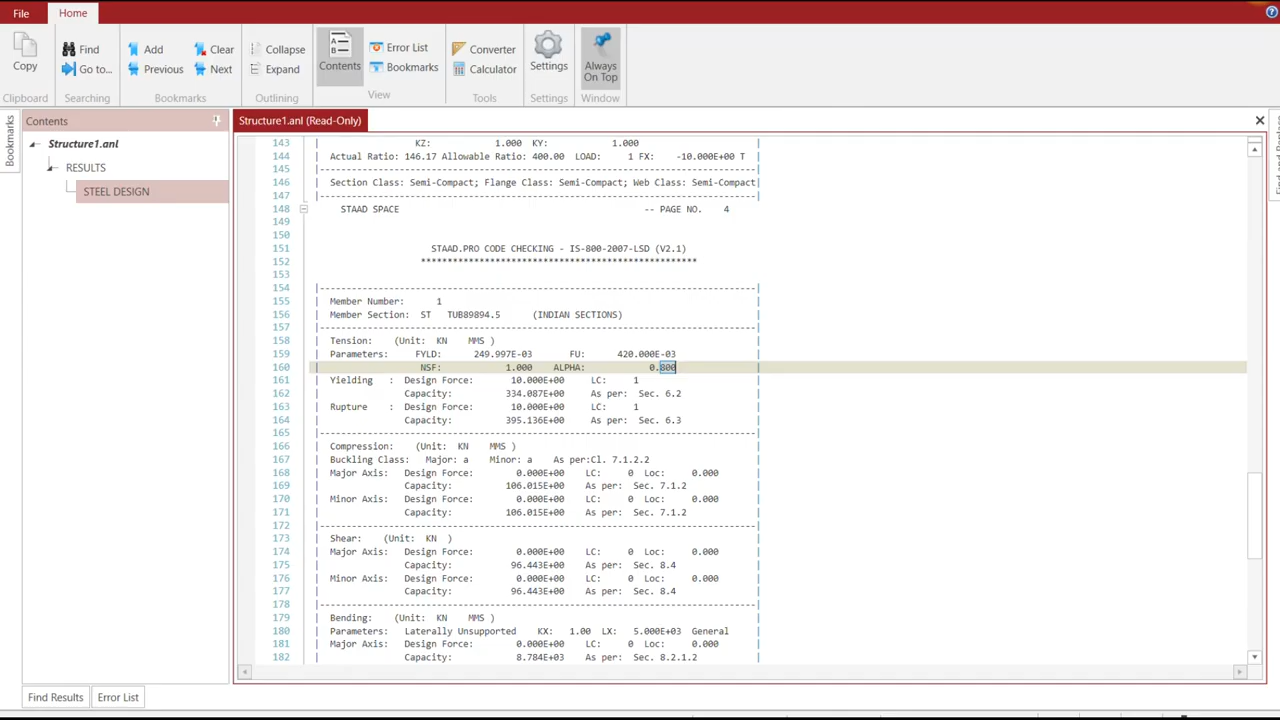 File Home
Copy
Find
Go to...
Clipboard
Searching
Add
Previous
Clear
Next
Bookmarks
Collapse
Expand
Outlining
Contents
Error List
Bookmarks
View
Converter
Calculator
Tools
Settings
Settings
Always
On Top
Window
Bookmarks
Contents
Structure1.anl
RESULTS
STEEL DESIGN
Structure1.anl (Read-Only)
143 | KZ: 1.000 KY: 1.000 |
144 | Actual Ratio: 146.17 Allowable Ratio: 400.00 LOAD: 1 FX: -10.000E+00 T |
145 |-----------------------------------------------------------------------------------|
146 | Section Class: Semi-Compact; Flange Class: Semi-Compact; Web Class: Semi-Compact|
147 |-----------------------------------------------------------------------------------|
148 STAAD SPACE -- PAGE NO. 4
149
150
151 STAAD.PRO CODE CHECKING - IS-800-2007-LSD (V2.1)
152 ****************************************************
153
154 |-----------------------------------------------------------------------------------|
155 | Member Number: 1 |
156 | Member Section: ST TUB89894.5 (INDIAN SECTIONS) |
157 |-----------------------------------------------------------------------------------|
158 | Tension: (Unit: KN MMS ) |
159 | Parameters: FYLD: 249.997E-03 FU: 420.000E-03 |
160 | NSF: 1.000 ALPHA: 0.800 |
161 | Yielding : Design Force: 10.000E+00 LC: 1 |
162 | Capacity: 334.087E+00 As per: Sec. 6.2 |
163 | Rupture : Design Force: 10.000E+00 LC: 1 |
164 | Capacity: 395.136E+00 As per: Sec. 6.3 |
165 |-----------------------------------------------------------------------------------|
166 | Compression: (Unit: KN MMS ) |
167 | Buckling Class: Major: a Minor: a As per:Cl. 7.1.2.2 |
168 | Major Axis: Design Force: 0.000E+00 LC: 0 Loc: 0.000 |
169 | Capacity: 106.015E+00 As per: Sec. 7.1.2 |
170 | Minor Axis: Design Force: 0.000E+00 LC: 0 Loc: 0.000 |
171 | Capacity: 106.015E+00 As per: Sec. 7.1.2 |
172 |-----------------------------------------------------------------------------------|
173 | Shear: (Unit: KN ) |
174 | Major Axis: Design Force: 0.000E+00 LC: 0 Loc: 0.000 |
175 | Capacity: 96.443E+00 As per: Sec. 8.4 |
176 | Minor Axis: Design Force: 0.000E+00 LC: 0 Loc: 0.000 |
177 | Capacity: 96.443E+00 As per: Sec. 8.4 |
178 |-----------------------------------------------------------------------------------|
179 | Bending: (Unit: KN MMS ) |
180 | Parameters: Laterally Unsupported KX: 1.00 LX: 5.000E+03 General |
181 | Major Axis: Design Force: 0.000E+00 LC: 0 Loc: 0.000 |
182 | Capacity: 8.784E+03 As per: Sec. 8.2.1.2 |
Find Results Error List